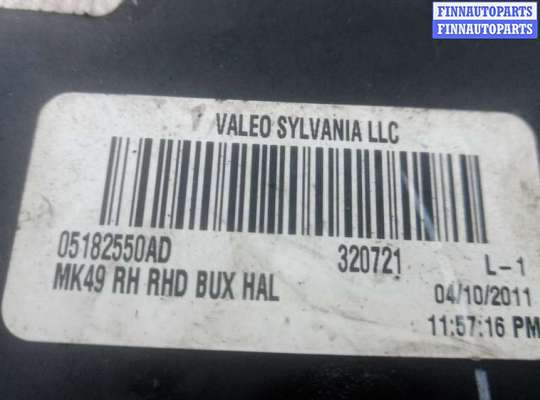 FINNAUTOPARTS
FINNAUTOPARTS
VALEO SYLVANIA LLC
05182550AD 320721 L-1
MK49 RH RHD BUX HAL 04/10/2011
11:57:16 PM